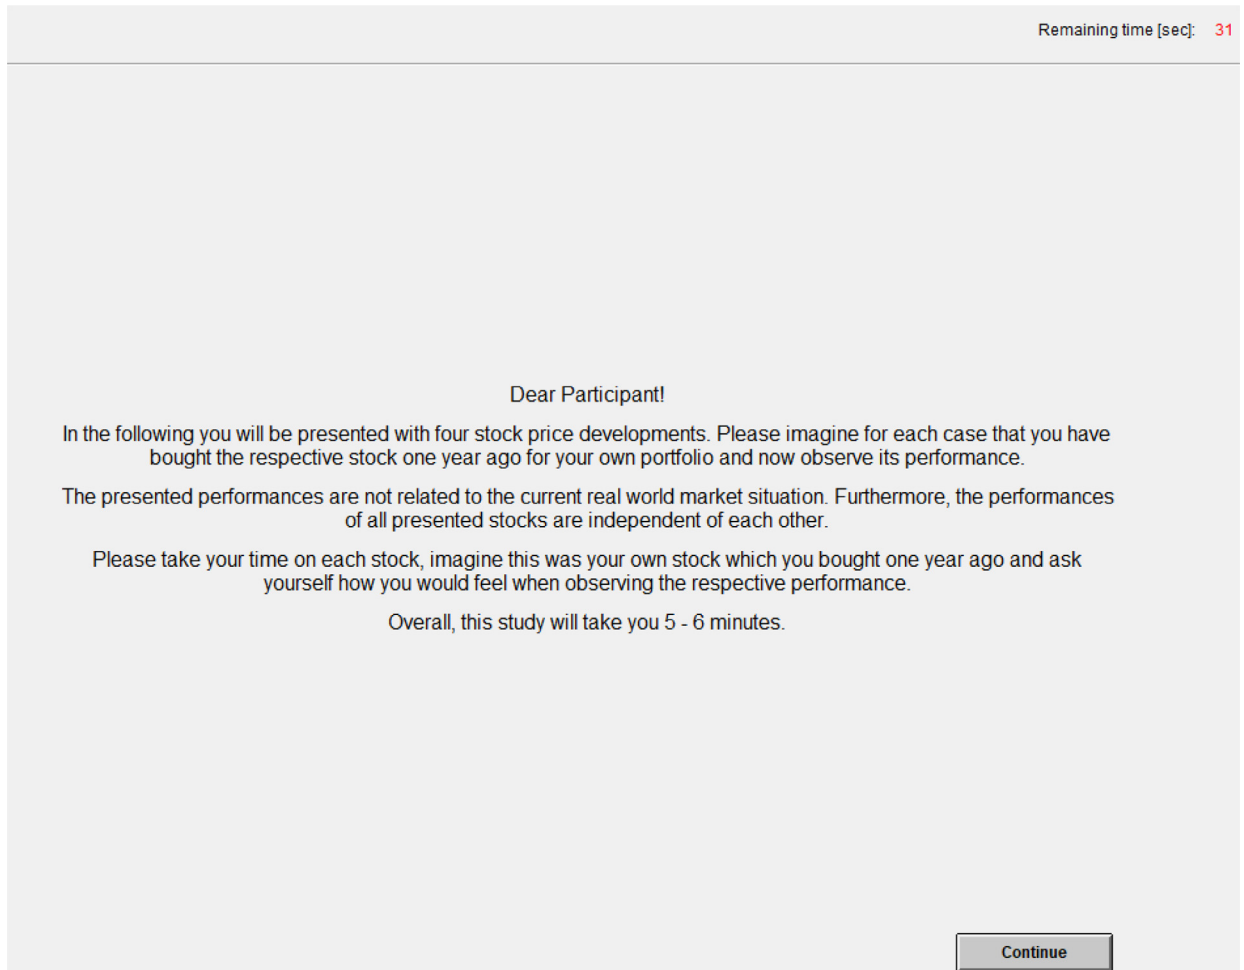 Remaining time [sec]: 31
Dear Participant!
In the following you will be presented with four stock price developments. Please imagine for each case that you have
bought the respective stock one year ago for your own portfolio and now observe its performance.
The presented performances are not related to the current real world market situation. Furthermore, the performances
of all presented stocks are independent of each other.
Please take your time on each stock, imagine this was your own stock which you bought one year ago and ask
yourself how you would feel when observing the respective performance.
Overall, this study will take you 5 - 6 minutes.
Continue